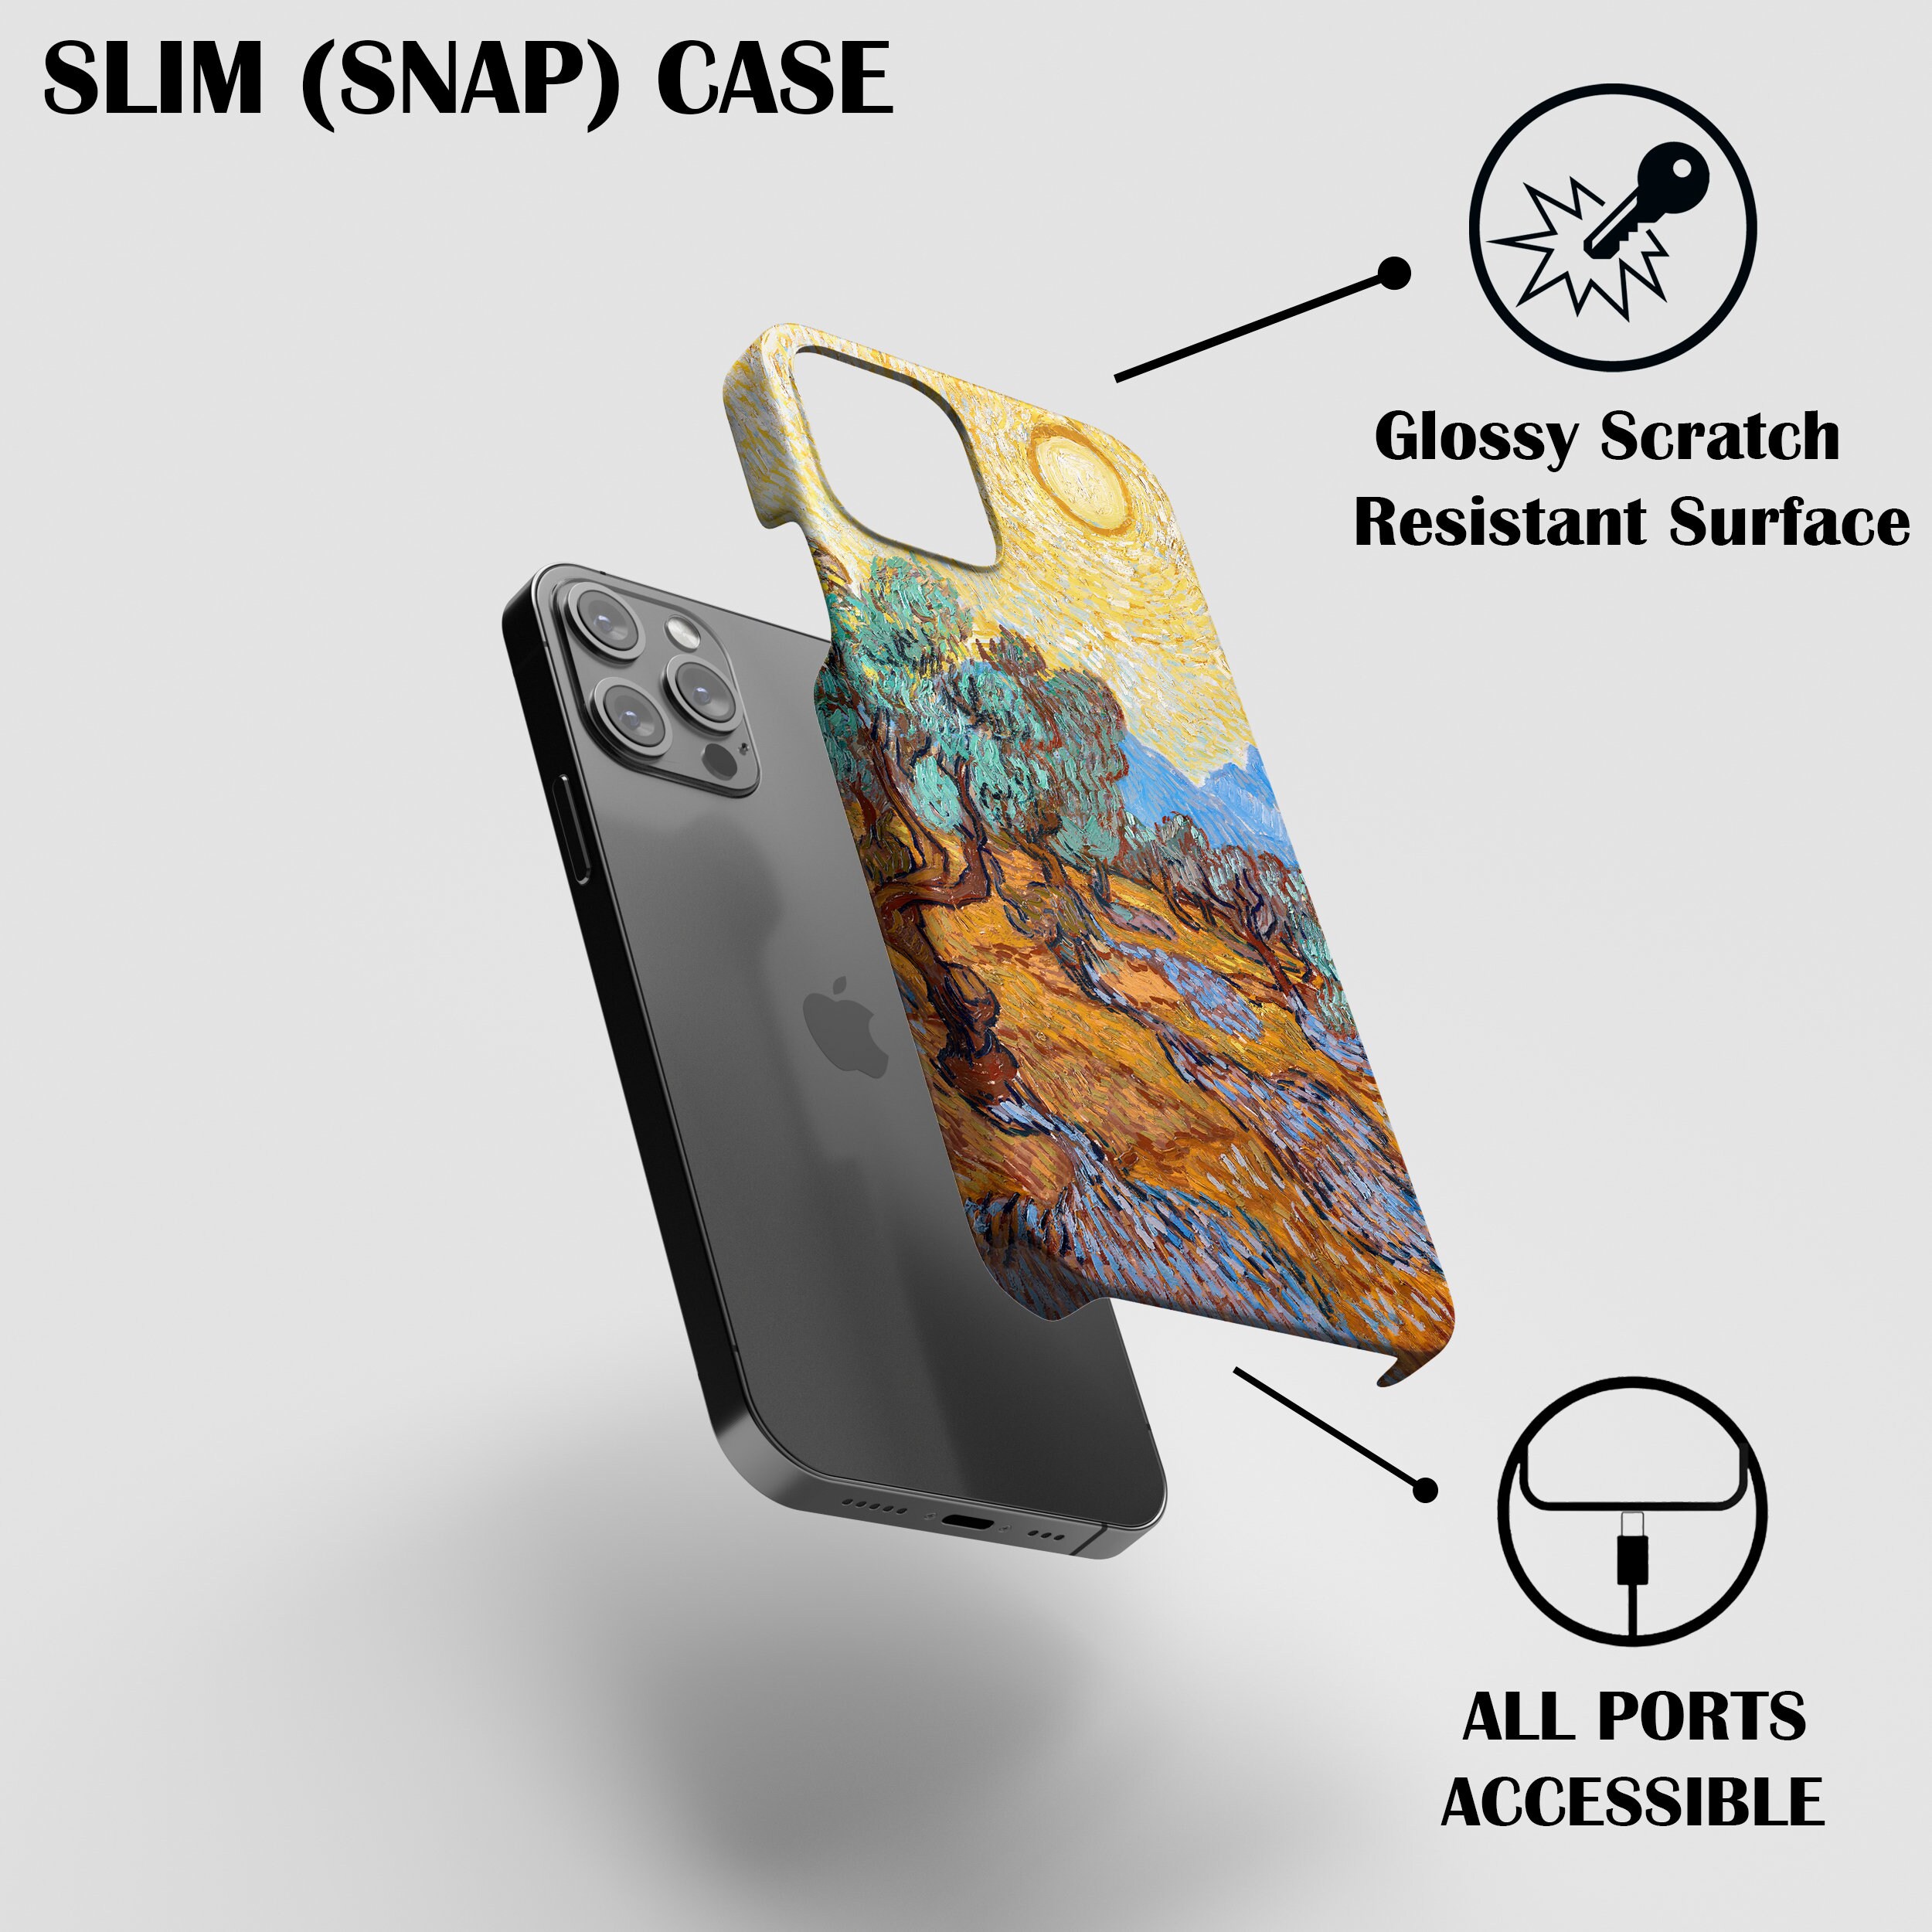 SLIM (SNAP) CASE
Glossy Scratch
Resistant Surface
ALL PORTS
ACCESSIBLE